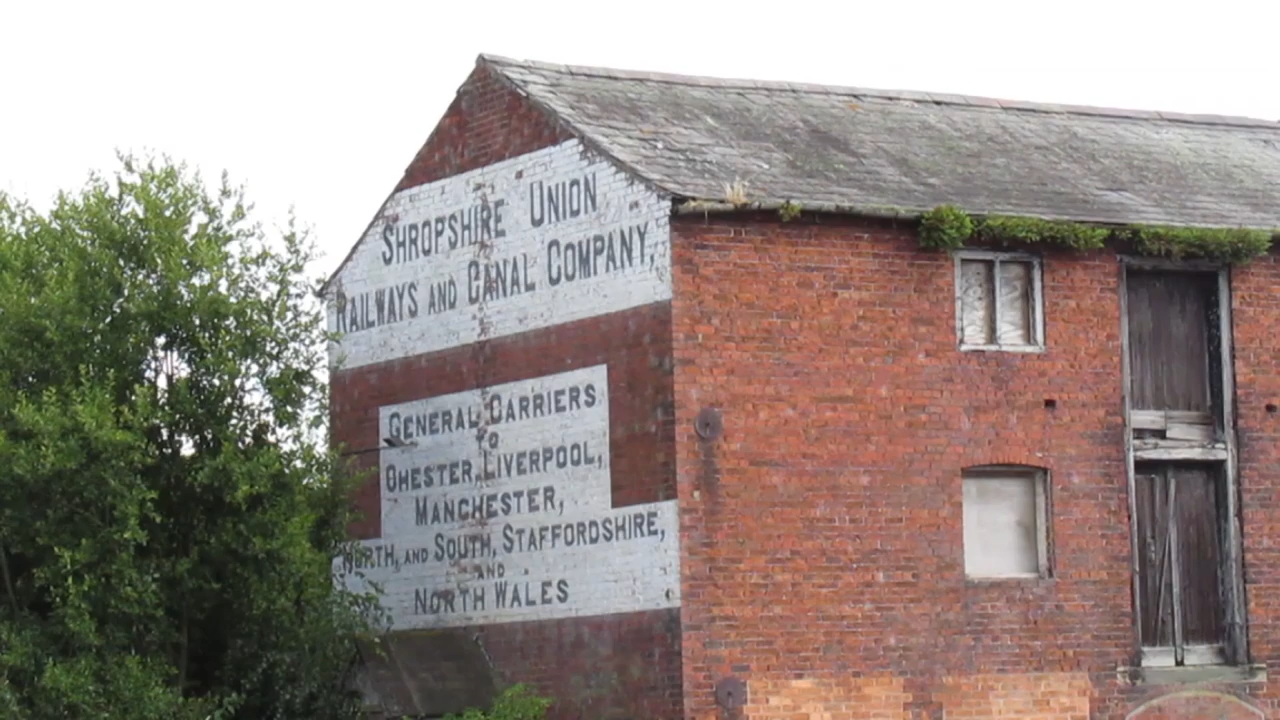 SHROPSHIRE UNION
RAILWAYS AND CANAL COMPANY,
GENERAL CARRIERS
TO
CHESTER, LIVERPOOL,
MANCHESTER,
NORTH, AND SOUTH, STAFFORDSHIRE,
AND
NORTH WALES